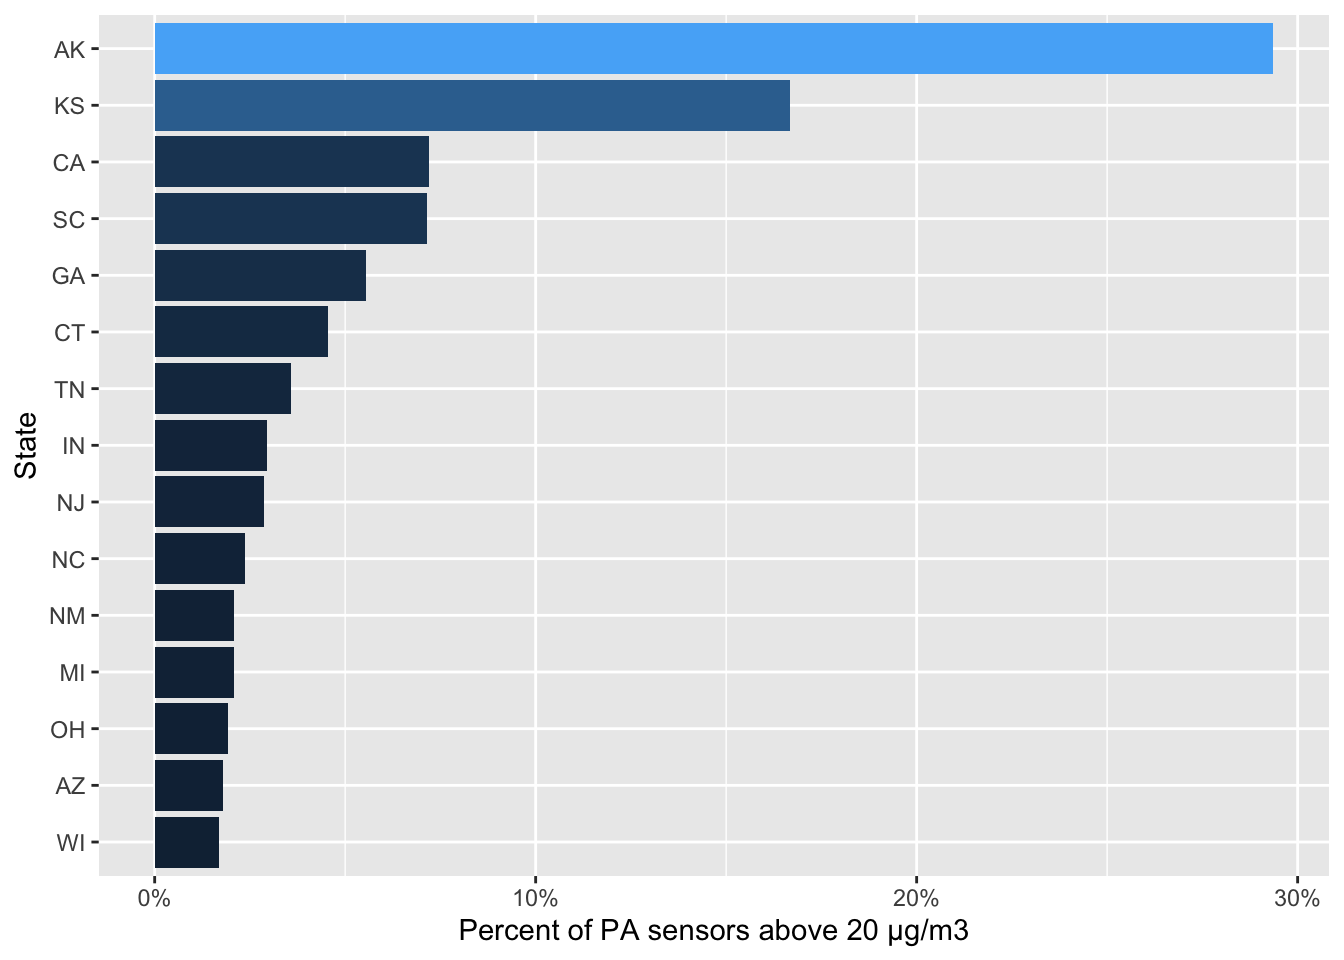 AK
KS
CA
SC
GA
CT
TN
IN
NJ
NC
NM
MI
OH
AZ
WI
State
0% 10% 20% 30%
Percent of PA sensors above 20 μg/m3